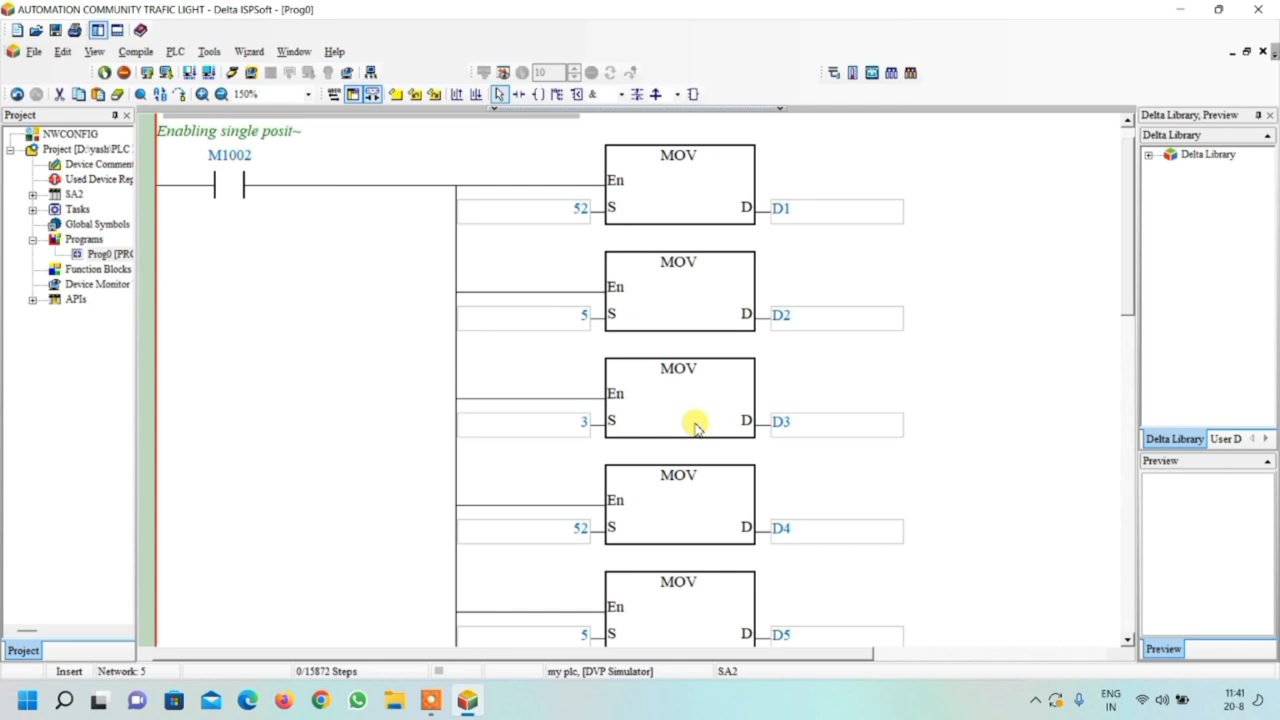 AUTOMATION COMMUNITY TRAFIC LIGHT - Delta ISPSoft - [Prog0]
File Edit View Compile PLC Tools Wizard Window Help
10
150%
&
Project
NWCONFIG
Project [D:\yash\PLC
Device Comment
Used Device Rep
SA2
Tasks
Global Symbols
Programs
Prog0 [PRG
Function Blocks
Device Monitor
APIs
Project
Enabling single posit~
M1002
MOV
En
52 S D D1
MOV
En
5 S D D2
MOV
En
3 S D D3
MOV
En
52 S D D4
MOV
En
5 S D D5
Delta Library, Preview
Delta Library
Delta Library
Delta Library User D
Preview
Preview
Insert Network: 5 0/15872 Steps my plc, [DVP Simulator] SA2
ENG
IN
11:41
20-8